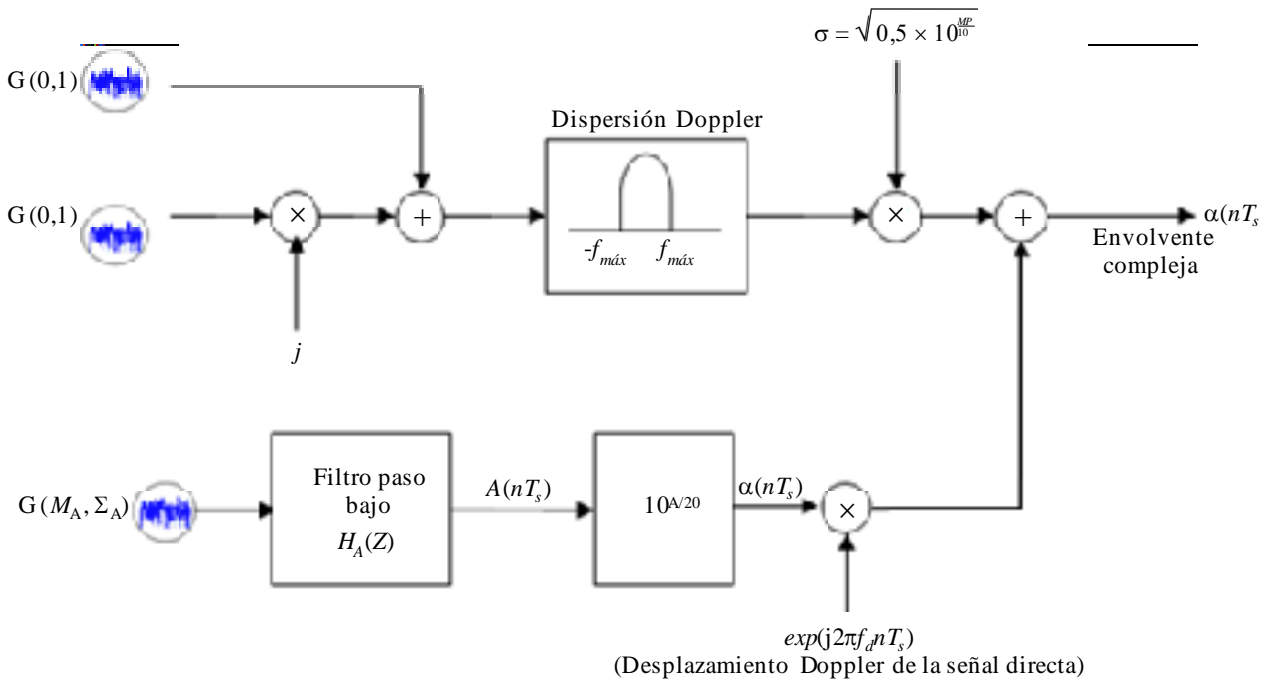 σ = √0,5 × 10^(MP/10)
G (0,1)
Dispersión Doppler
-f_máx f_máx
G (0,1)
×
+
×
+
α(nT_s
Envolvente
compleja
j
G (M_A, Σ_A)
Filtro paso
bajo
H_A(Z)
A(nT_s)
10^A/20
α(nT_s)
×
exp(j2πf_d nT_s)
(Desplazamiento Doppler de la señal directa)